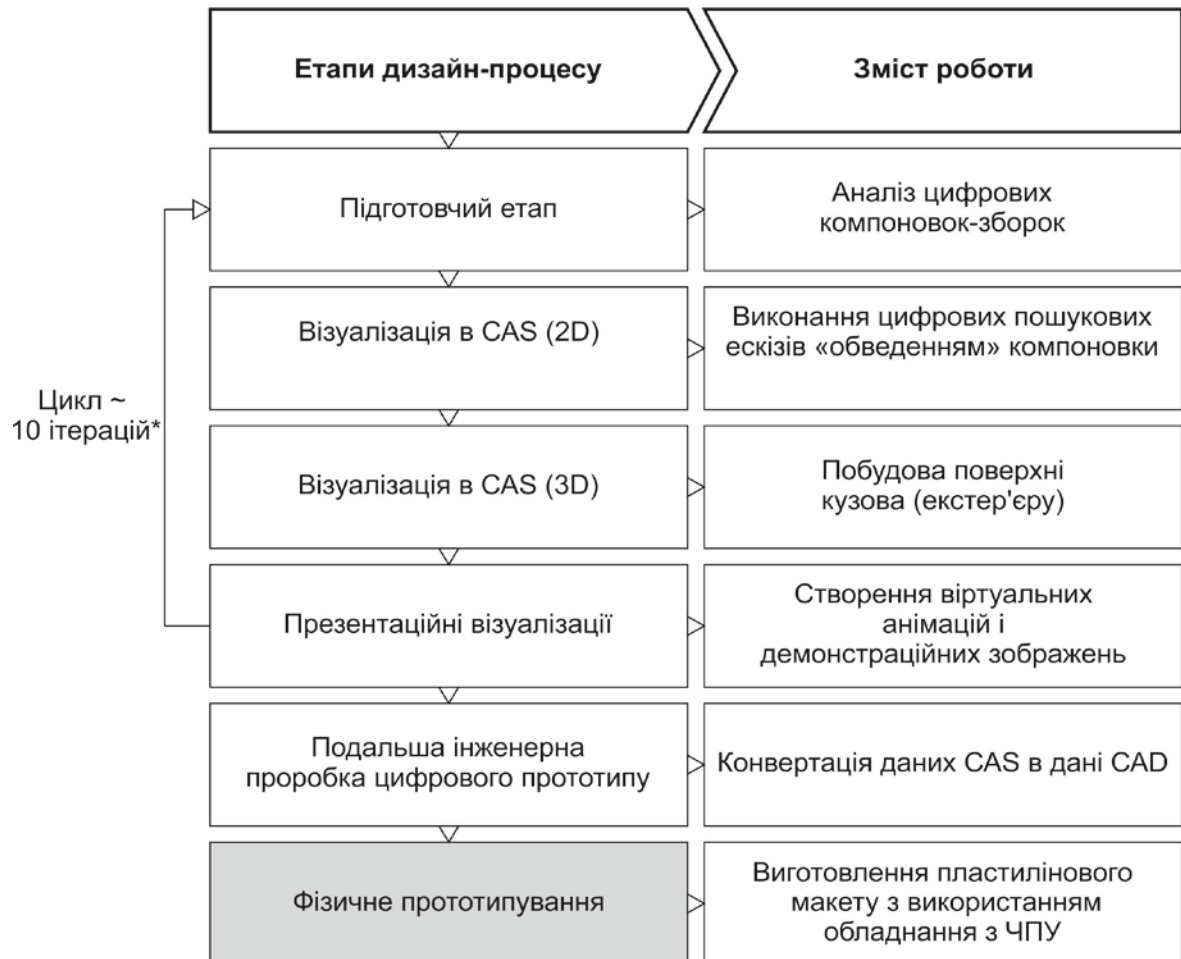 Етапи дизайн-процесу
Зміст роботи
Підготовчий етап
Аналіз цифрових
компоновок-зборок
Візуалізація в CAS (2D)
Виконання цифрових пошукових
ескізів «обведенням» компоновки
Цикл ~
10 ітерацій*
Візуалізація в CAS (3D)
Побудова поверхні
кузова (екстер'єру)
Презентаційні візуалізації
Створення віртуальних
анімацій і
демонстраційних зображень
Подальша інженерна
проробка цифрового прототипу
Конвертація даних CAS в дані CAD
Фізичне прототипування
Виготовлення пластилінового
макету з використанням
обладнання з ЧПУ